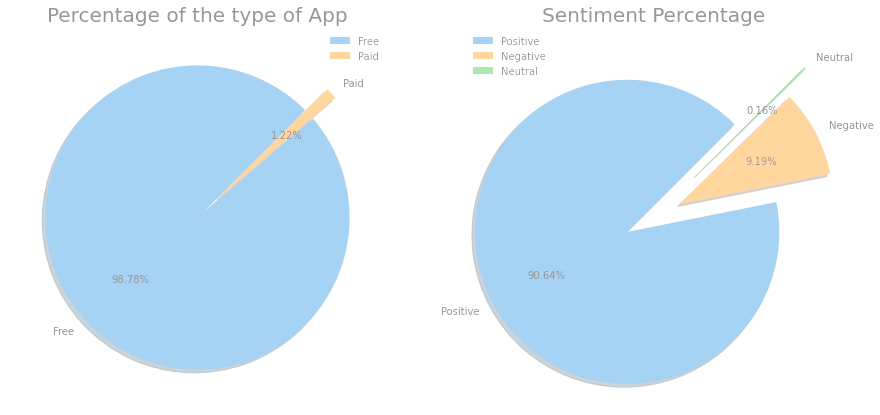 Percentage of the type of App
Free
Paid
Paid
1.22%
98.78%
Free
Sentiment Percentage
Positive
Negative
Neutral
Neutral
0.16%
Negative
9.19%
90.64%
Positive